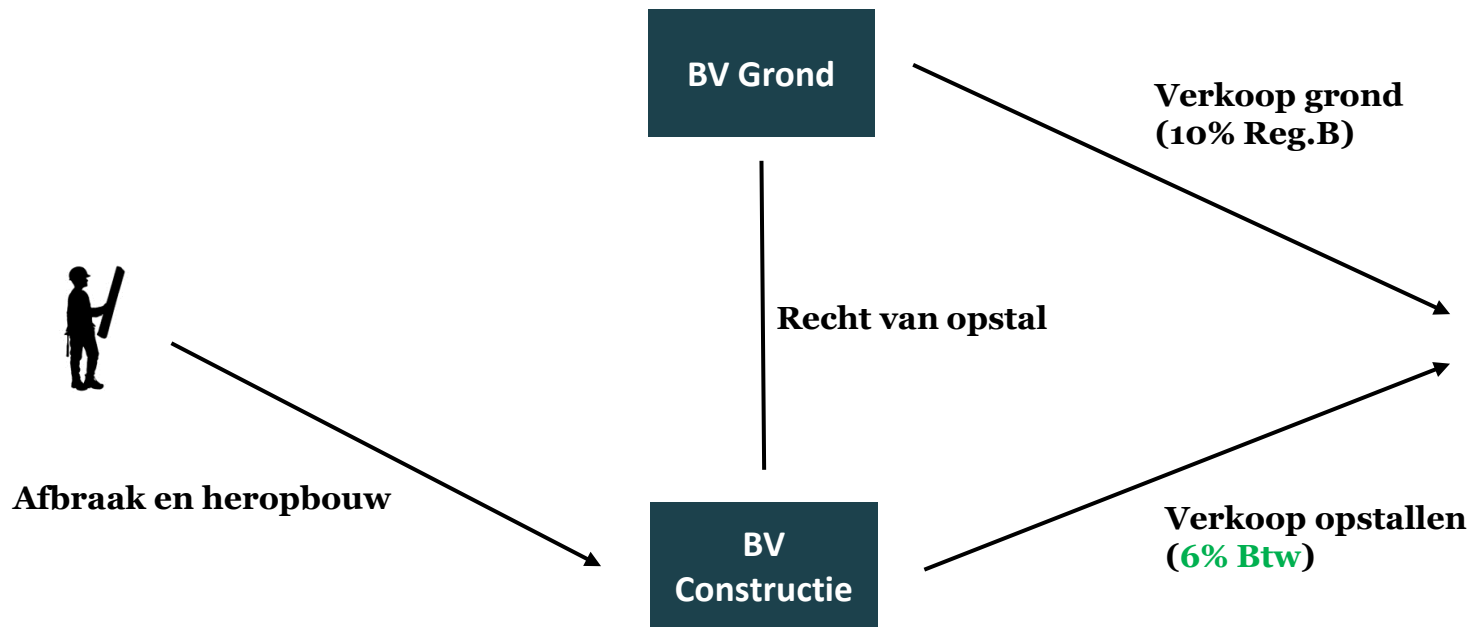 BV Grond
Verkoop grond
(10% Reg.B)
Recht van opstal
Afbraak en heropbouw
BV
Constructie
Verkoop opstallen
(6% Btw)